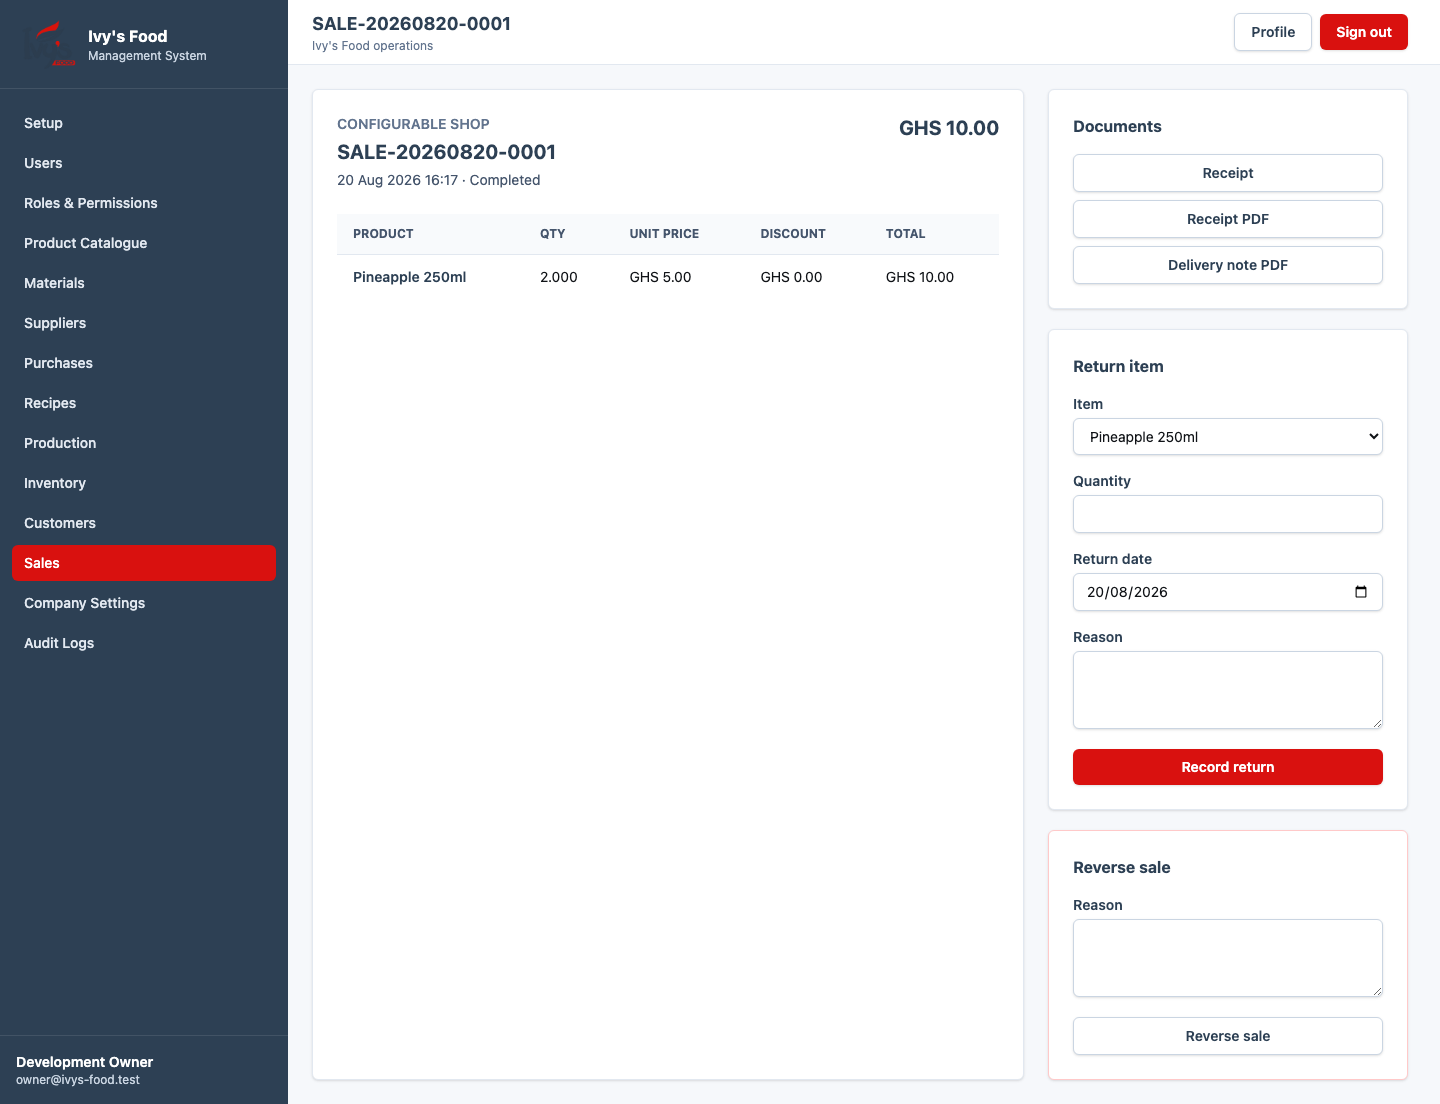 Ivy's Food
Management System
Setup
Users
Roles & Permissions
Product Catalogue
Materials
Suppliers
Purchases
Recipes
Production
Inventory
Customers
Sales
Company Settings
Audit Logs
Development Owner
owner@ivys-food.test
SALE-20260820-0001
Ivy's Food operations
Profile
Sign out
CONFIGURABLE SHOP
SALE-20260820-0001
20 Aug 2026 16:17 · Completed
GHS 10.00
PRODUCT QTY UNIT PRICE DISCOUNT TOTAL
Pineapple 250ml 2.000 GHS 5.00 GHS 0.00 GHS 10.00
Documents
Receipt
Receipt PDF
Delivery note PDF
Return item
Item
Pineapple 250ml
Quantity
Return date
20/08/2026
Reason
Record return
Reverse sale
Reason
Reverse sale